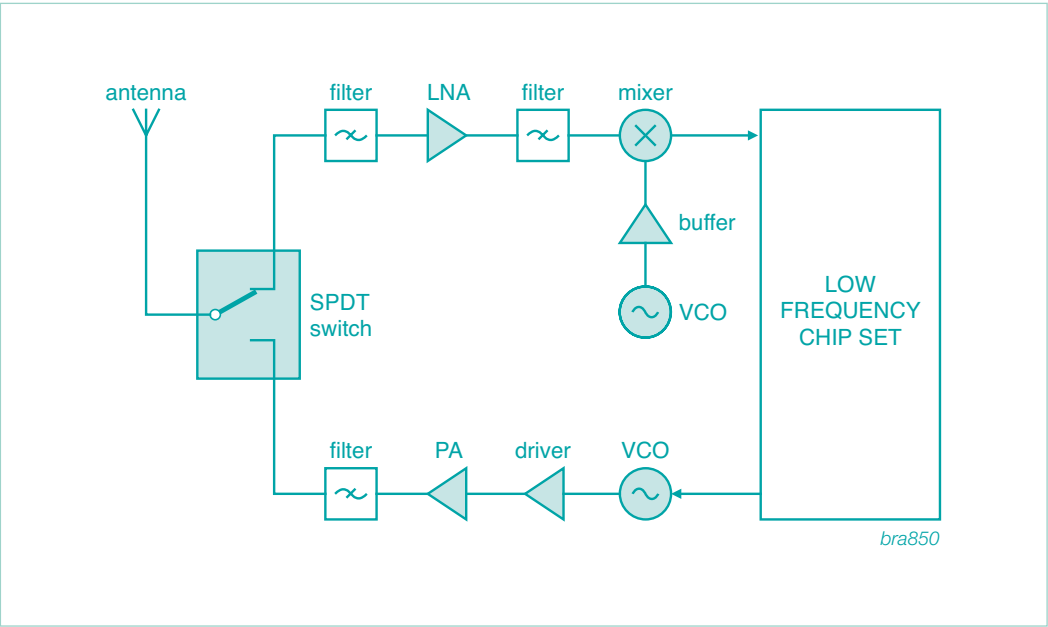 antenna
filter
LNA
filter
mixer
buffer
SPDT
switch
VCO
LOW
FREQUENCY
CHIP SET
filter
PA
driver
VCO
bra850